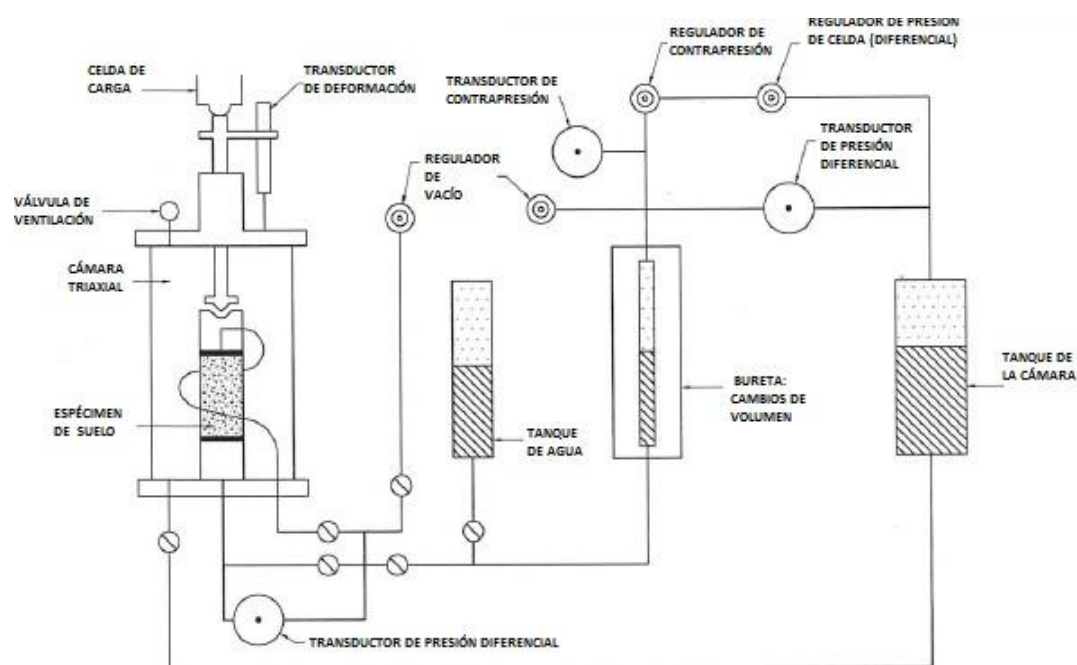 REGULADOR DE PRESIÓN
DE CELDA (DIFERENCIAL)
REGULADOR DE
CONTRAPRESIÓN
CELDA DE
CARGA
TRANSDUCTOR
DE DEFORMACIÓN
TRANSDUCTOR DE
CONTRAPRESIÓN
TRANSDUCTOR
DE PRESIÓN
DIFERENCIAL
REGULADOR
DE
VACÍO
VÁLVULA DE
VENTILACIÓN
CÁMARA
TRIAXIAL
TANQUE DE
LA CÁMARA
BURETA:
CAMBIOS DE
VOLUMEN
ESPÉCIMEN
DE SUELO
TANQUE
DE AGUA
TRANSDUCTOR DE PRESIÓN DIFERENCIAL